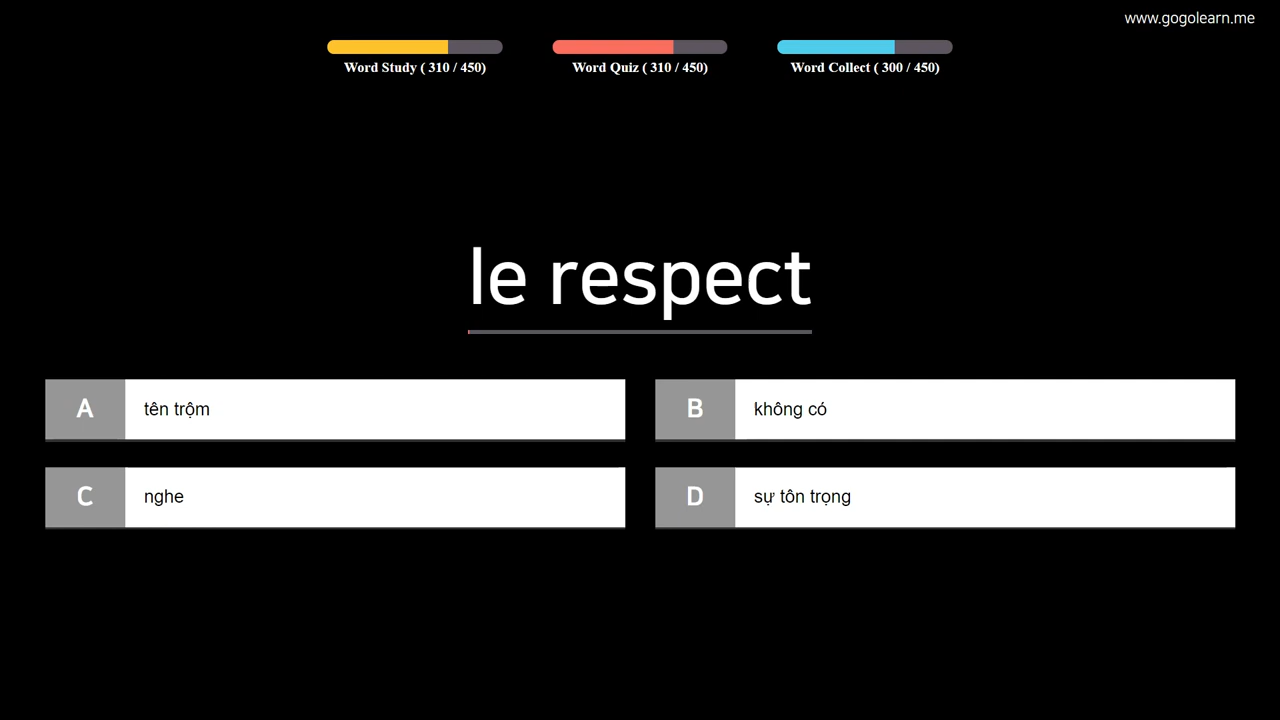 www.gogolearn.me
Word Study ( 310 / 450)
Word Quiz ( 310 / 450)
Word Collect ( 300 / 450)
le respect
A tên trộm
B không có
C nghe
D sự tôn trọng